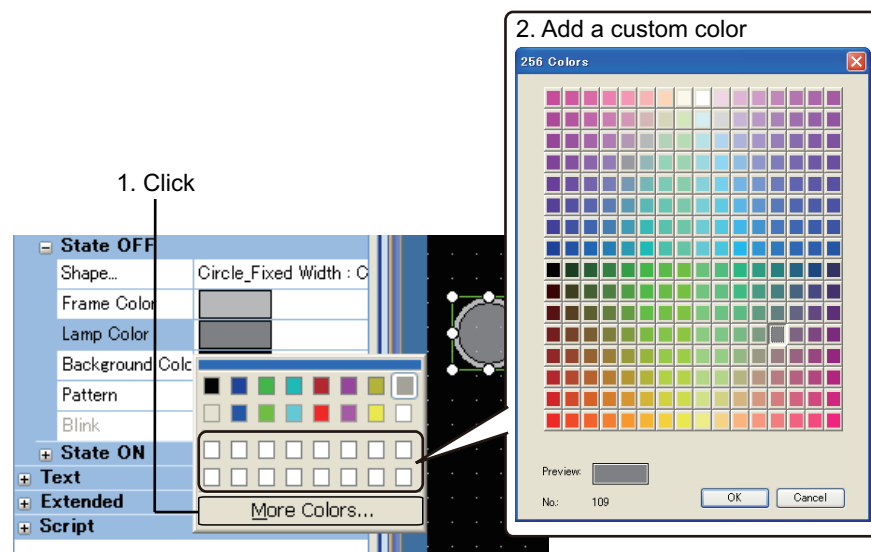 2. Add a custom color
256 Colors
1. Click
State OFF
Shape... Circle_Fixed Width : C
Frame Color
Lamp Color
Background Colo
Pattern
Blink
State ON
Text
Extended
Script
More Colors...
Preview:
No.: 109
OK Cancel